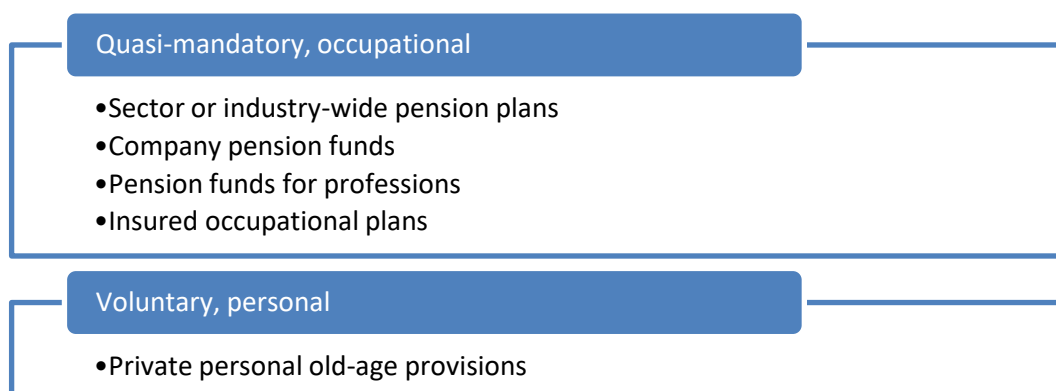 Quasi-mandatory, occupational
•Sector or industry-wide pension plans
•Company pension funds
•Pension funds for professions
•Insured occupational plans
Voluntary, personal
•Private personal old-age provisions